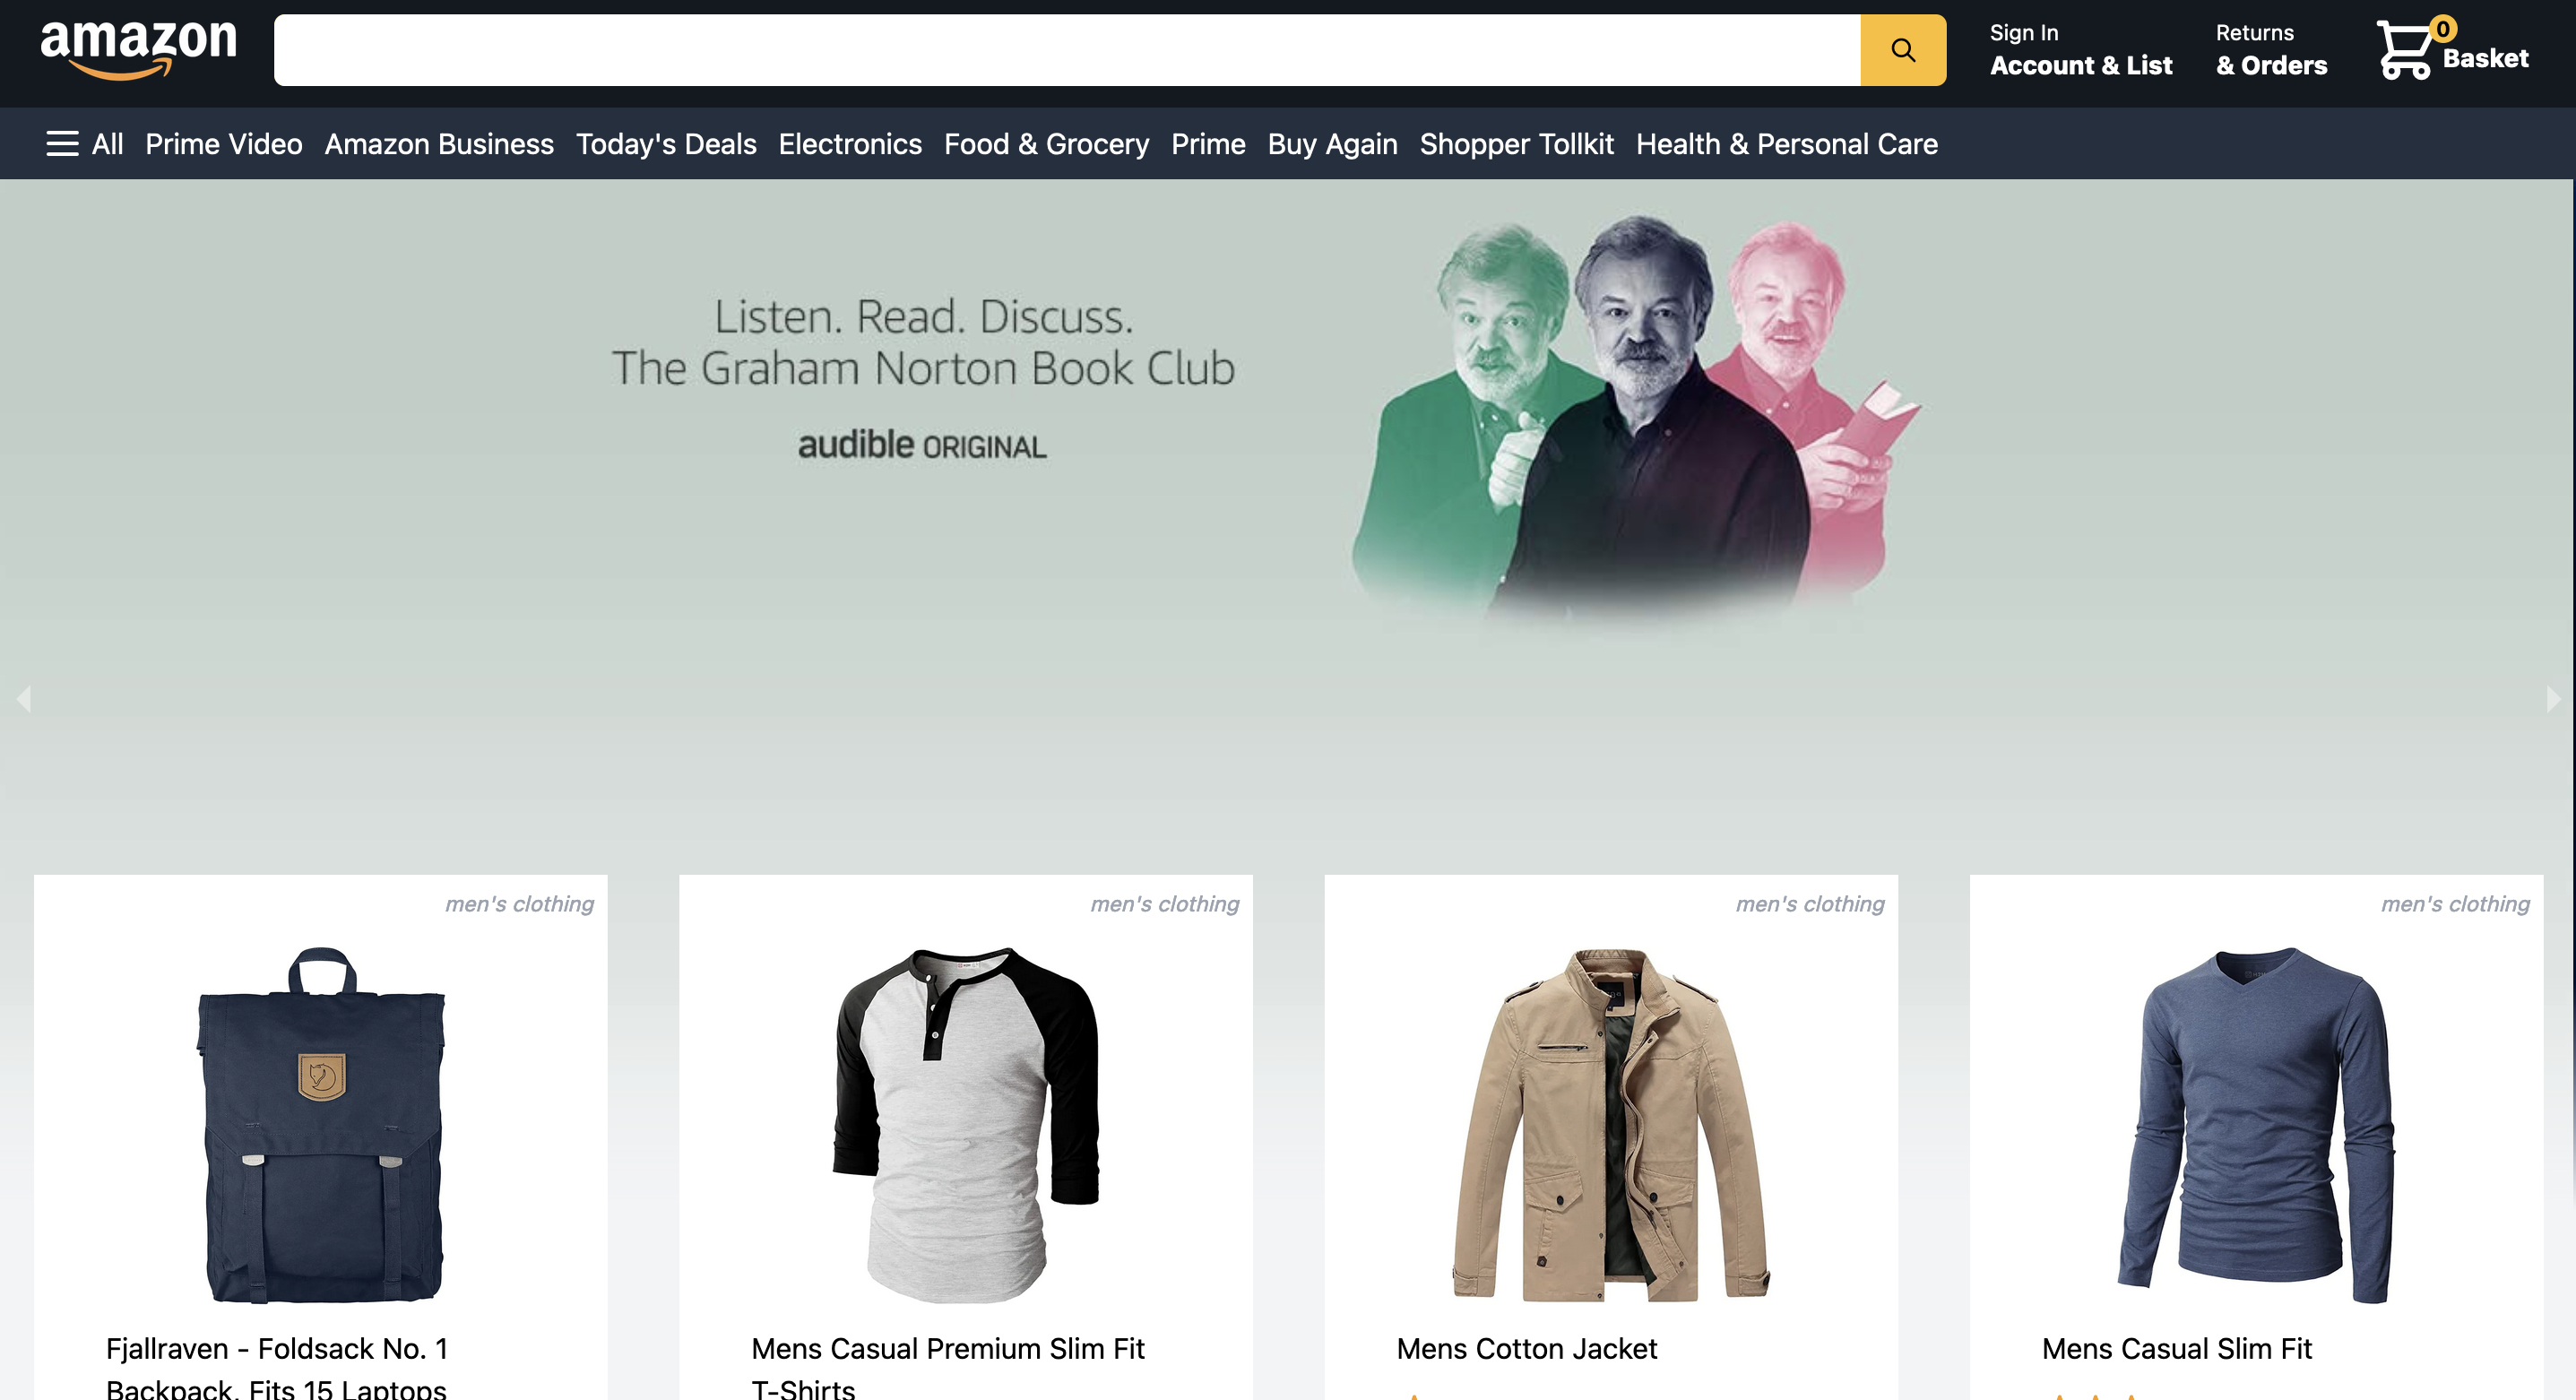 amazon
Sign In
Account & List
Returns
& Orders
0
Basket
All Prime Video Amazon Business Today's Deals Electronics Food & Grocery Prime Buy Again Shopper Tollkit Health & Personal Care
Listen. Read. Discuss.
The Graham Norton Book Club
audible ORIGINAL
men's clothing
Fjallraven - Foldsack No. 1
Backpack, Fits 15 Laptops
men's clothing
Mens Casual Premium Slim Fit
T-Shirts
men's clothing
Mens Cotton Jacket
men's clothing
Mens Casual Slim Fit